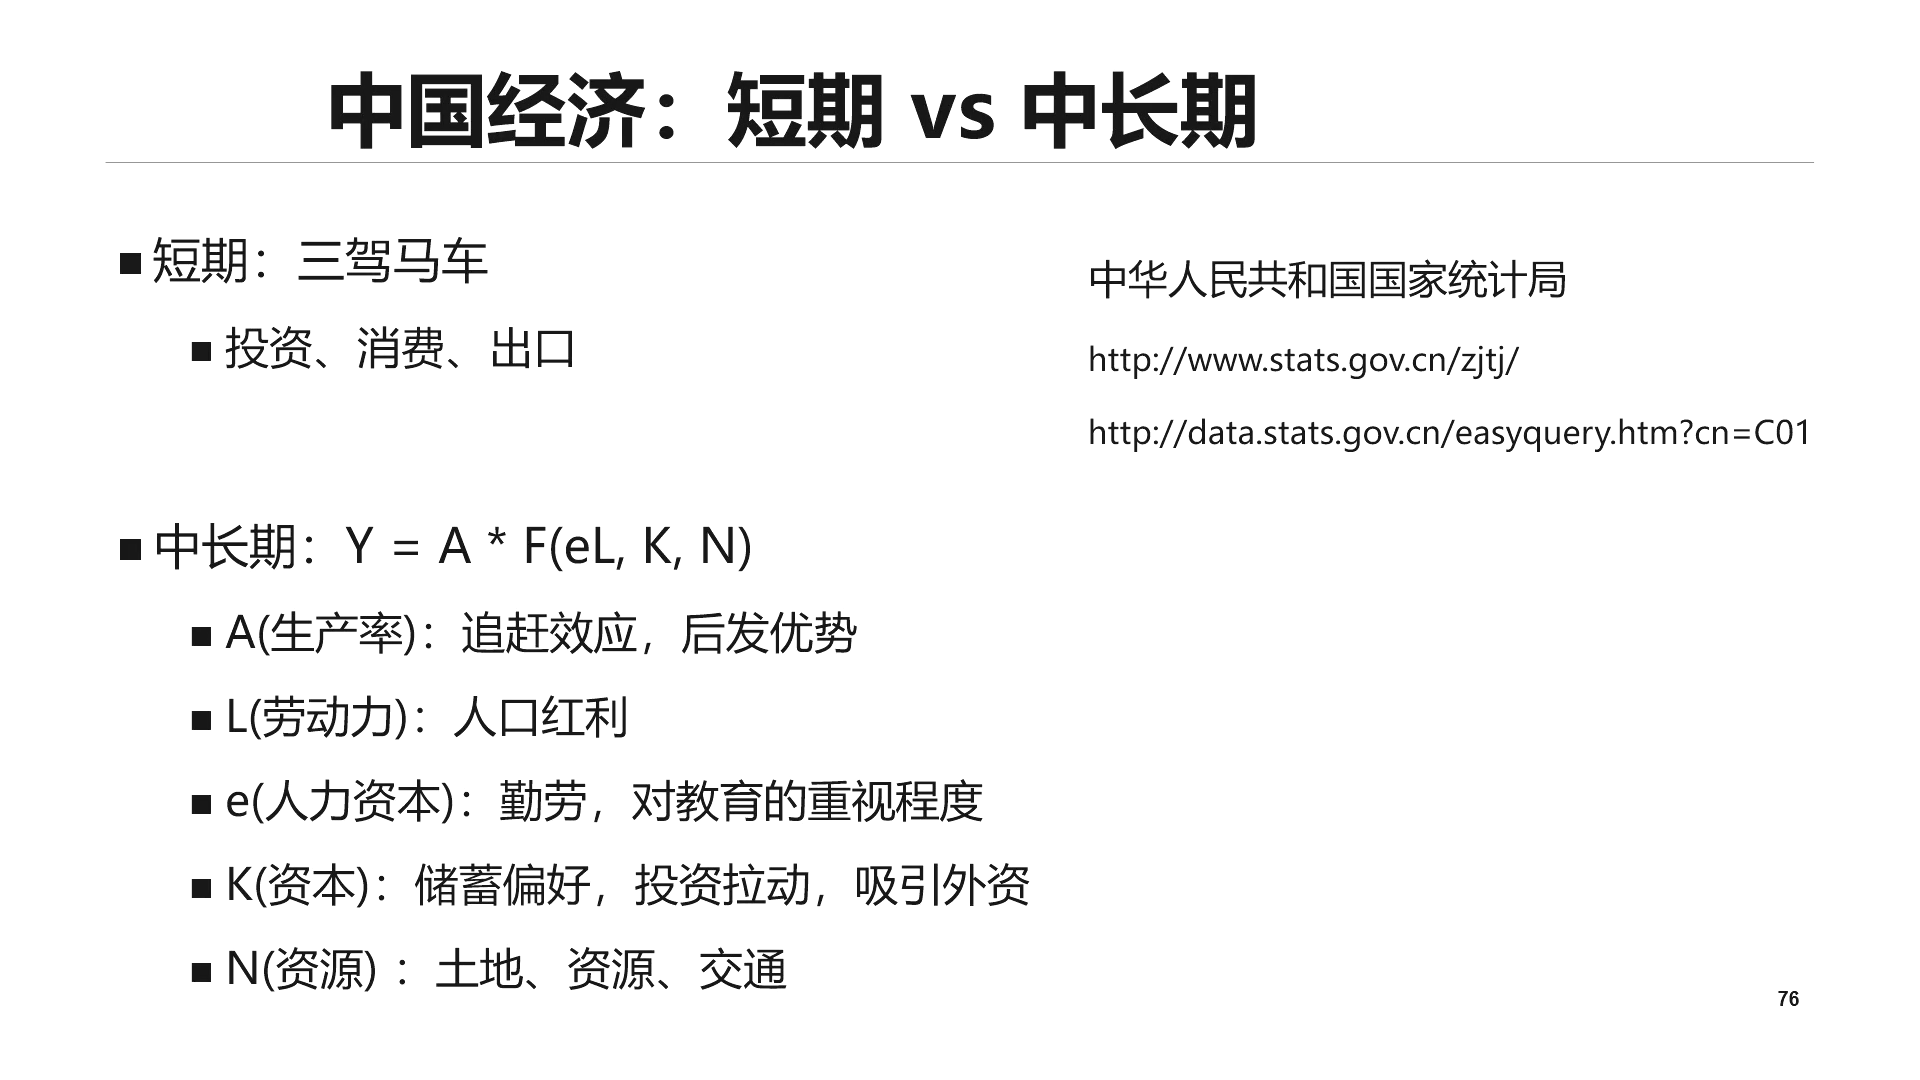 中国经济：短期 vs 中长期
短期：三驾马车
投资、消费、出口
中华人民共和国国家统计局
http://www.stats.gov.cn/zjtj/
http://data.stats.gov.cn/easyquery.htm?cn=C01
中长期：Y = A * F(eL, K, N)
A(生产率)：追赶效应，后发优势
L(劳动力)：人口红利
e(人力资本)：勤劳，对教育的重视程度
K(资本)：储蓄偏好，投资拉动，吸引外资
N(资源) ：土地、资源、交通
76